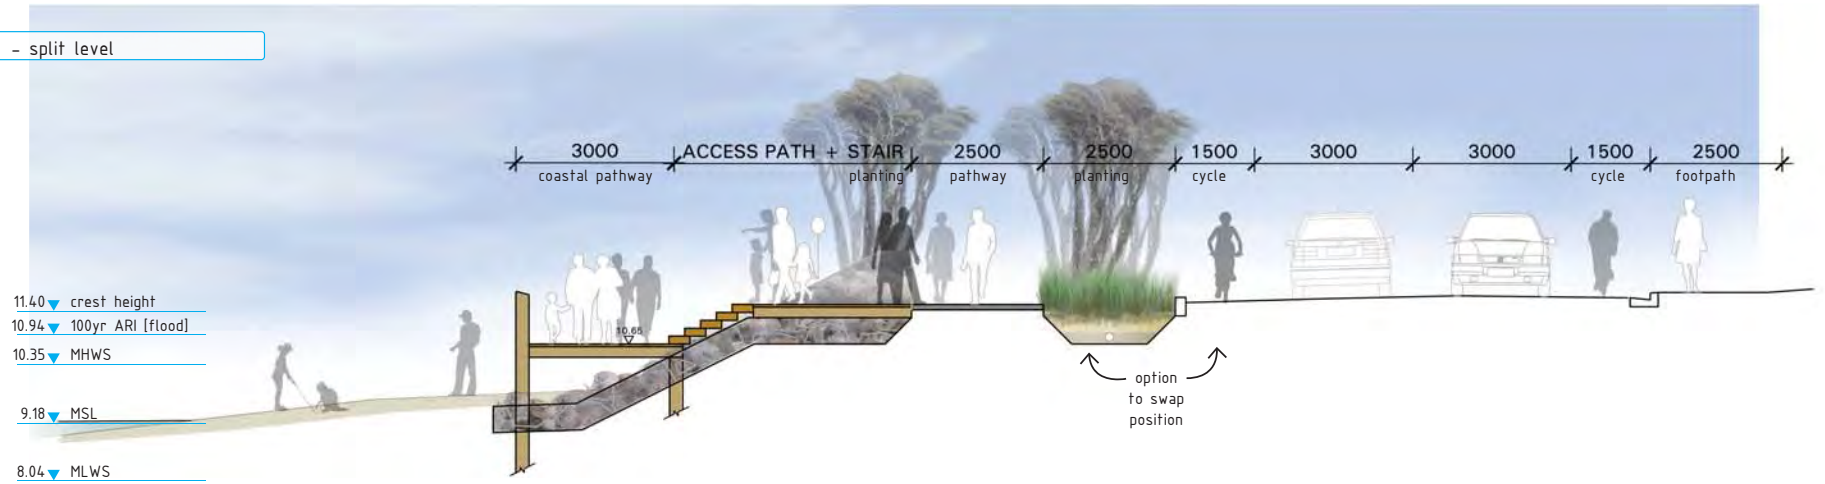 - split level
3000 ACCESS PATH + STAIR 2500 2500 1500 3000 3000 1500 2500
coastal pathway planting pathway planting cycle cycle footpath
11.40 crest height
10.94 100yr ARI [flood]
10.65
10.35 MHWS
option
to swap
position
9.18 MSL
8.04 MLWS